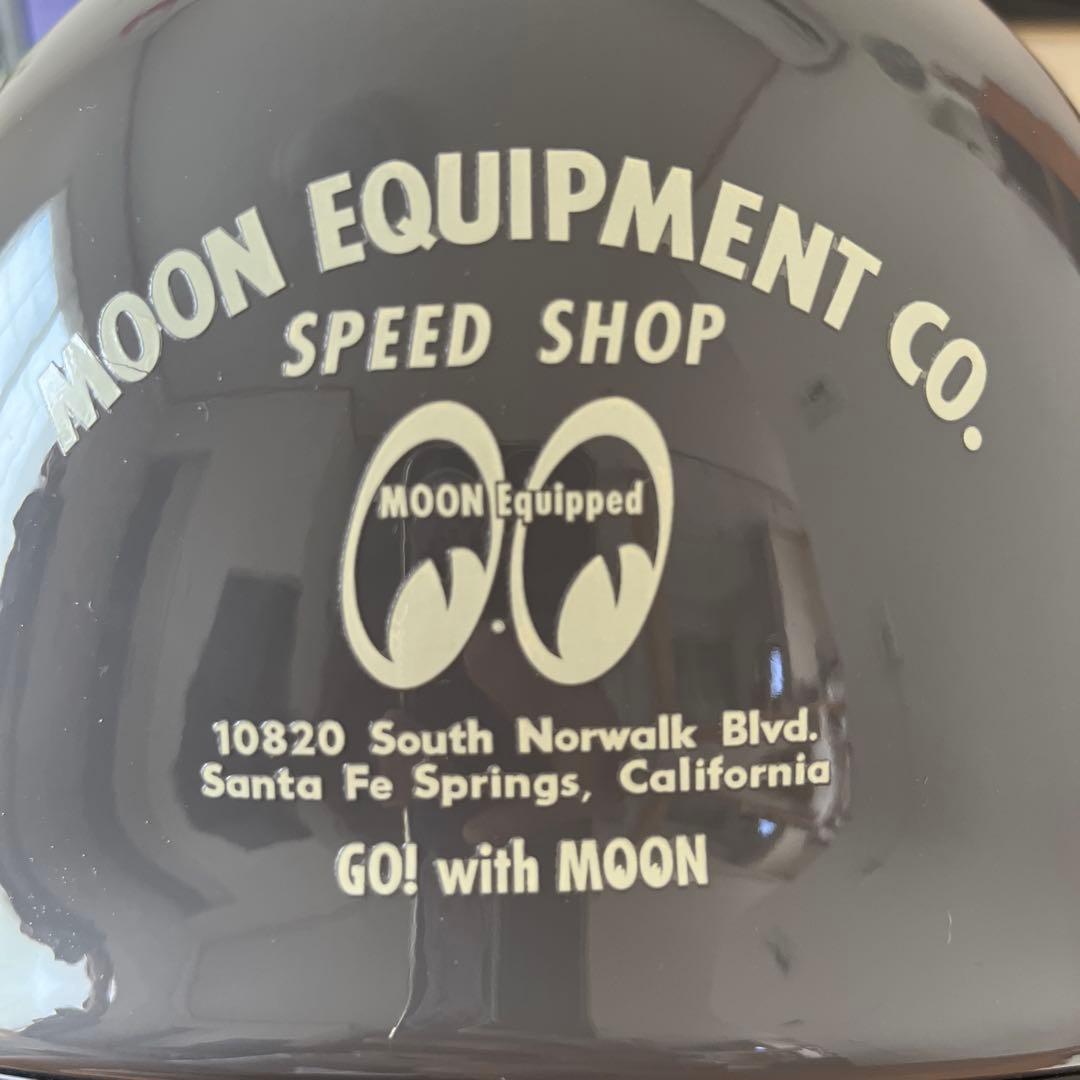 MOON EQUIPMENT CO.
SPEED SHOP
MOON Equipped
10820 South Norwalk Blvd.
Santa Fe Springs, California
GO! with MOON